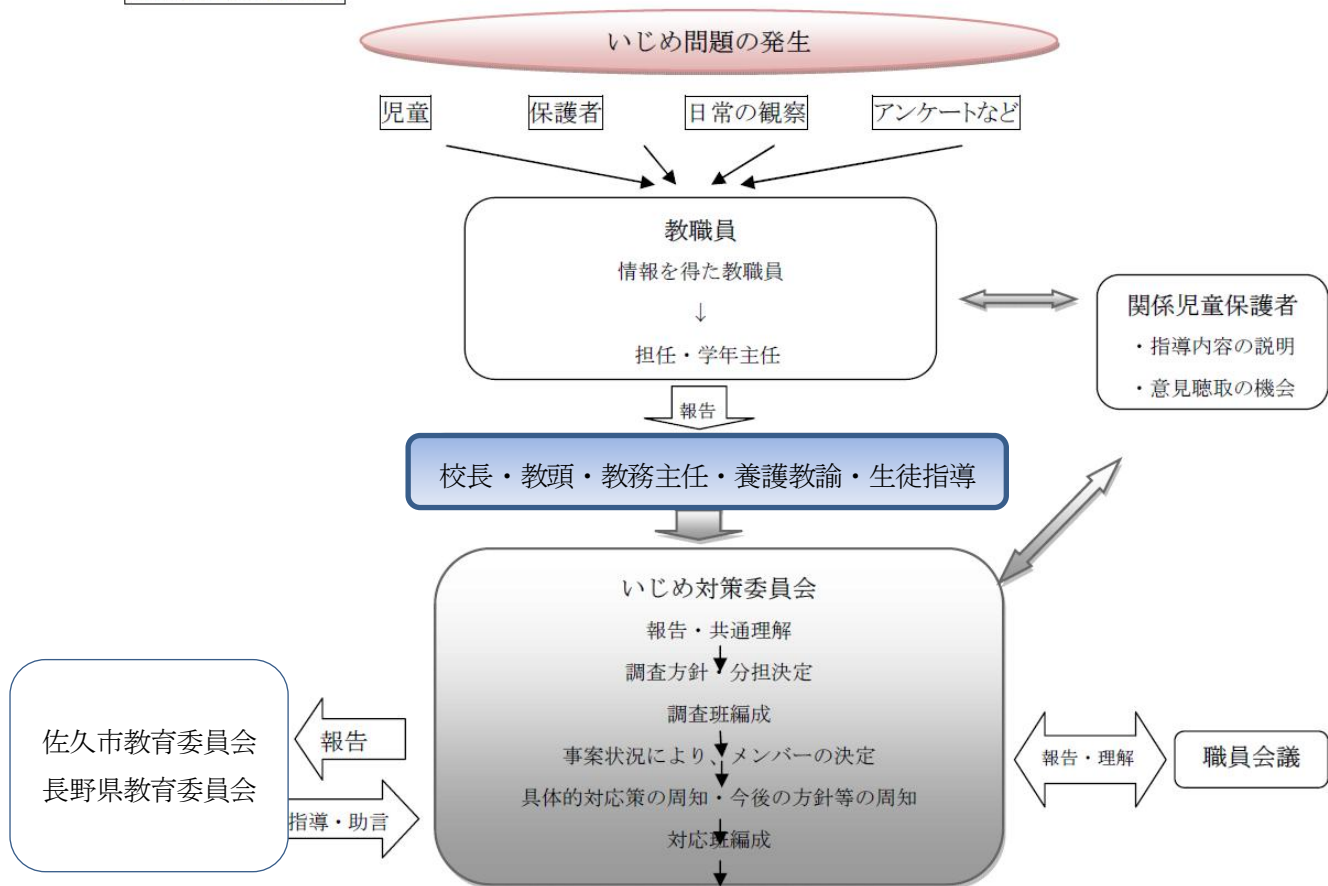 いじめ問題の発生
児童
保護者
日常の観察
アンケートなど
教職員
情報を得た教職員
↓
担任・学年主任
関係児童保護者
・指導内容の説明
・意見聴取の機会
報告
校長・教頭・教務主任・養護教諭・生徒指導
いじめ対策委員会
報告・共通理解
調査方針・分担決定
調査班編成
事案状況により、メンバーの決定
具体的対応策の周知・今後の方針等の周知
対応班編成
佐久市教育委員会
長野県教育委員会
報告
指導・助言
報告・理解
職員会議